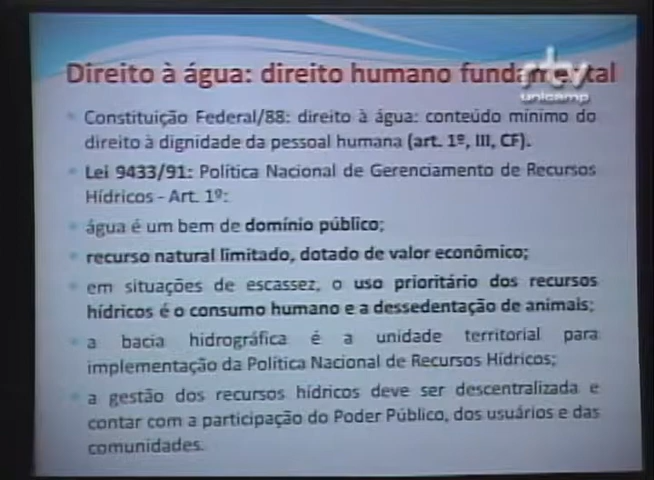 Direito à água: direito humano fundamental
rtv
unicamp
Constituição Federal/88: direito à água: conteúdo mínimo do
direito à dignidade da pessoal humana (art. 1º, III, CF).
Lei 9433/91: Política Nacional de Gerenciamento de Recursos
Hídricos - Art. 1º:
água é um bem de domínio público;
recurso natural limitado, dotado de valor econômico;
em situações de escassez, o uso prioritário dos recursos
hídricos é o consumo humano e a dessedentação de animais;
a bacia hidrográfica é a unidade territorial para
implementação da Política Nacional de Recursos Hídricos;
a gestão dos recursos hídricos deve ser descentralizada e
contar com a participação do Poder Público, dos usuários e das
comunidades.